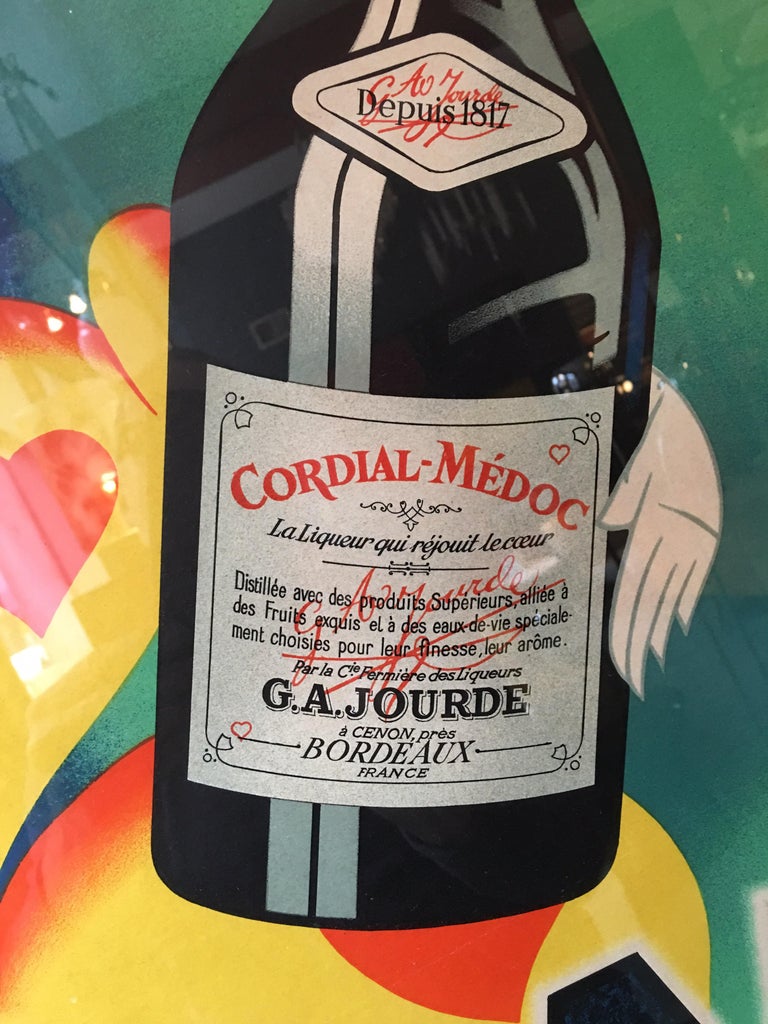 Depuis 1817
CORDIAL-MÉDOC
La Liqueur qui réjouit le cœur
Distillée avec des produits Supérieurs, alliée à
des Fruits exquis et à des eaux-de-vie spéciale-
ment choisies pour leur finesse, leur arôme.
Par la Cie Fermière des Liqueurs
G.A.JOURDE
à CENON, près
BORDEAUX
FRANCE